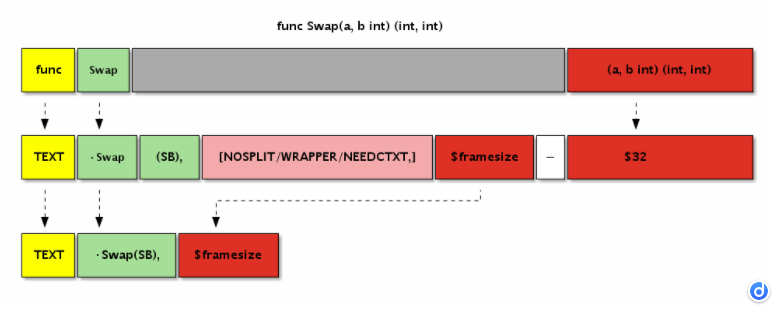 func Swap(a, b int) (int, int)
func Swap (a, b int) (int, int)
TEXT ·Swap (SB), [NOSPLIT/WRAPPER/NEEDCTXT,] $framesize – $32
TEXT ·Swap(SB), $framesize